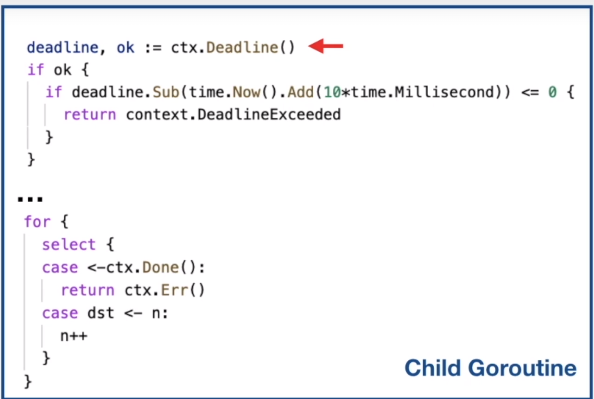 deadline, ok := ctx.Deadline()
if ok {
if deadline.Sub(time.Now().Add(10*time.Millisecond)) <= 0 {
return context.DeadlineExceeded
}
}
...
for {
select {
case <-ctx.Done():
return ctx.Err()
case dst <- n:
n++
}
}
Child Goroutine